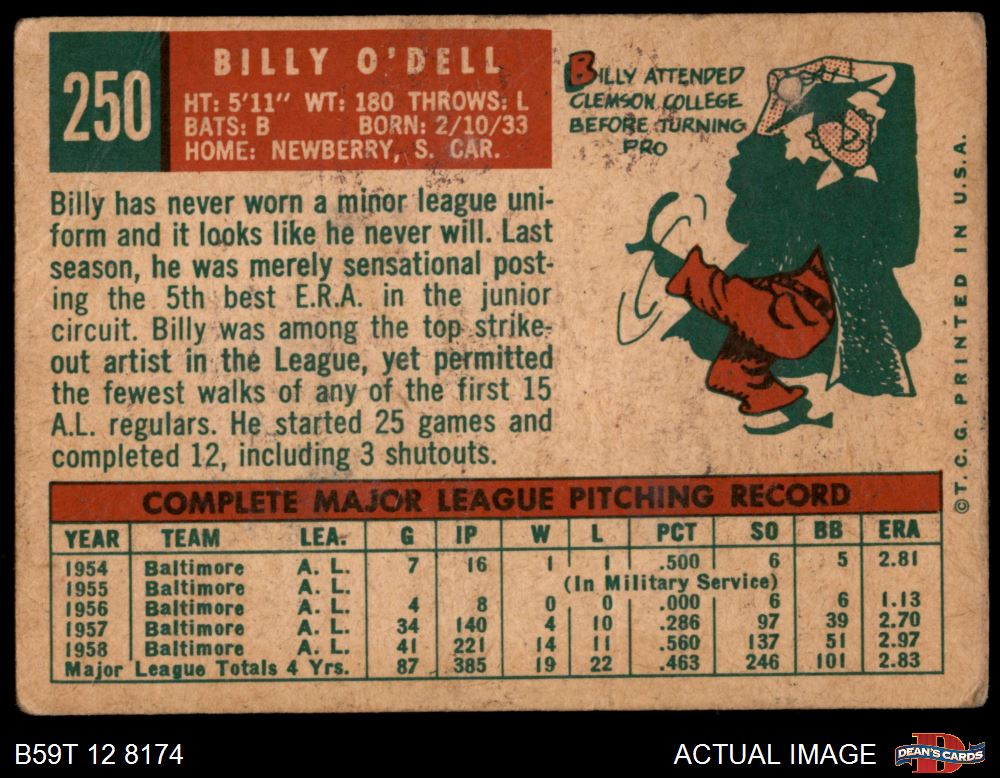 250
BILLY O'DELL
HT: 5'11" WT: 180 THROWS: L
BATS: B BORN: 2/10/33
HOME: NEWBERRY, S. CAR.
BILLY ATTENDED
CLEMSON COLLEGE
BEFORE TURNING
PRO
Billy has never worn a minor league uni-
form and it looks like he never will. Last
season, he was merely sensational post-
ing the 5th best E.R.A. in the junior
circuit. Billy was among the top strike-
out artist in the League, yet permitted
the fewest walks of any of the first 15
A.L. regulars. He started 25 games and
completed 12, including 3 shutouts.
©T.C.G. PRINTED IN U.S.A.
COMPLETE MAJOR LEAGUE PITCHING RECORD
YEAR TEAM LEA. G IP W L PCT SO BB ERA
1954 Baltimore A. L. 7 16 1 1 .500 6 5 2.81
1955 Baltimore A. L. (In Military Service)
1956 Baltimore A. L. 4 8 0 0 .000 6 6 1.13
1957 Baltimore A. L. 34 140 4 10 .286 97 39 2.70
1958 Baltimore A. L. 41 221 14 11 .560 137 51 2.97
Major League Totals 4 Yrs. 87 385 19 22 .463 246 101 2.83
B59T 12 8174
ACTUAL IMAGE
D
DEAN'S CARDS